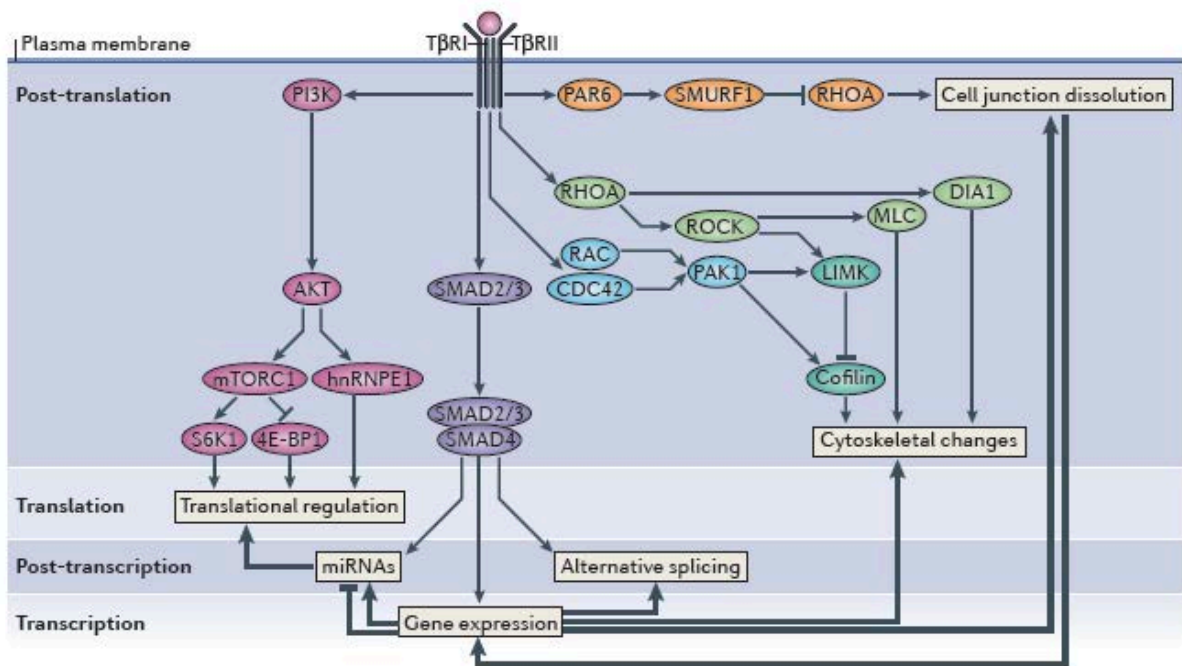 Plasma membrane
TβRI
TβRII
Post-translation
PI3K
PAR6
SMURF1
RHOA
Cell junction dissolution
RHOA
DIA1
ROCK
MLC
RAC
CDC42
PAK1
LIMK
AKT
SMAD2/3
mTORC1
hnRNPE1
Cofilin
SMAD2/3
SMAD4
S6K1
4E-BP1
Cytoskeletal changes
Translation
Translational regulation
Post-transcription
miRNAs
Alternative splicing
Transcription
Gene expression